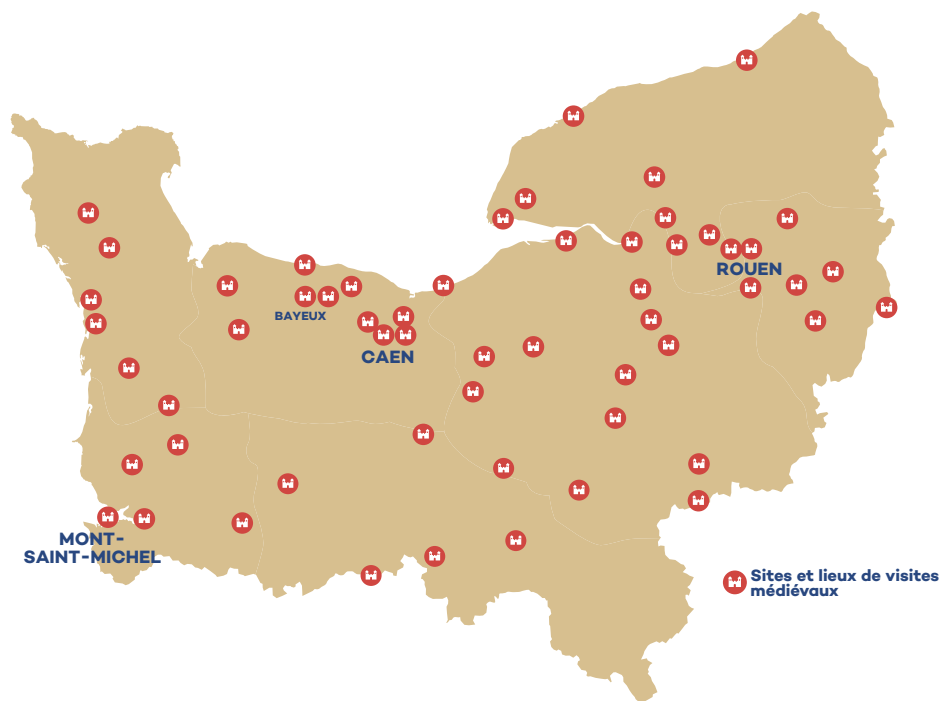 ROUEN
BAYEUX
CAEN
MONT-
SAINT-MICHEL
Sites et lieux de visites
médiévaux